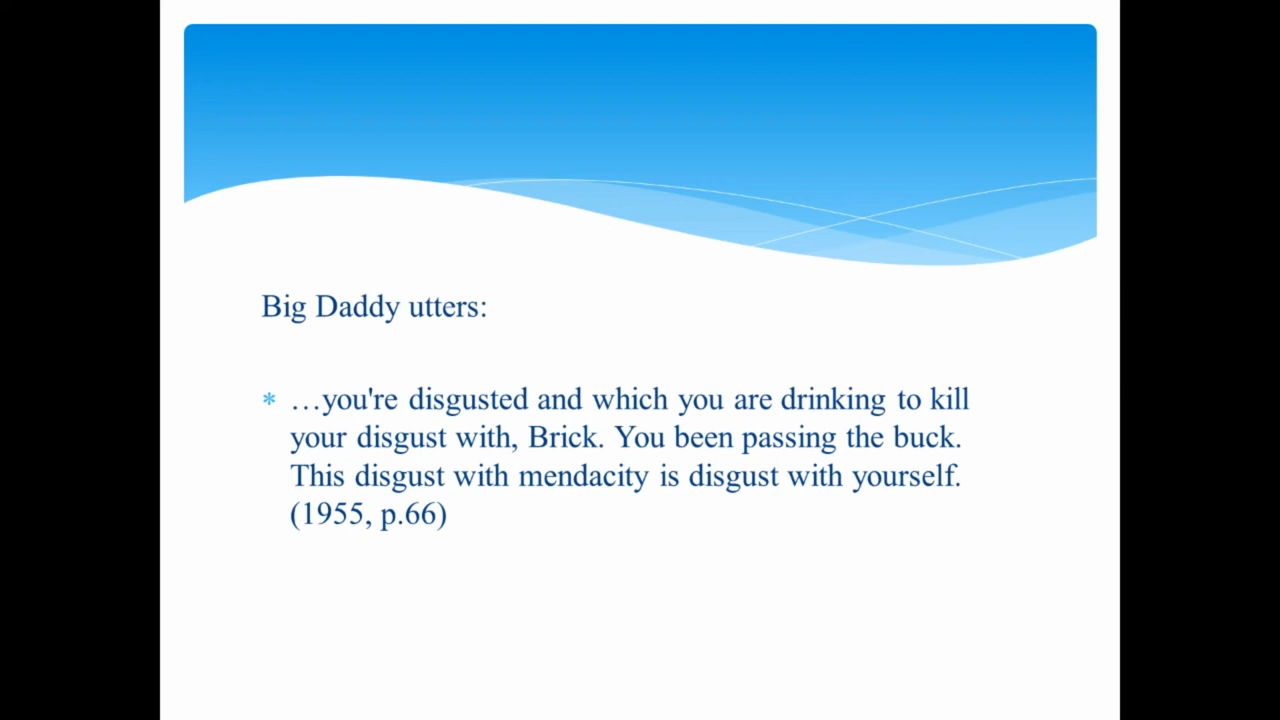 Big Daddy utters:
* …you're disgusted and which you are drinking to kill
your disgust with, Brick. You been passing the buck.
This disgust with mendacity is disgust with yourself.
(1955, p.66)